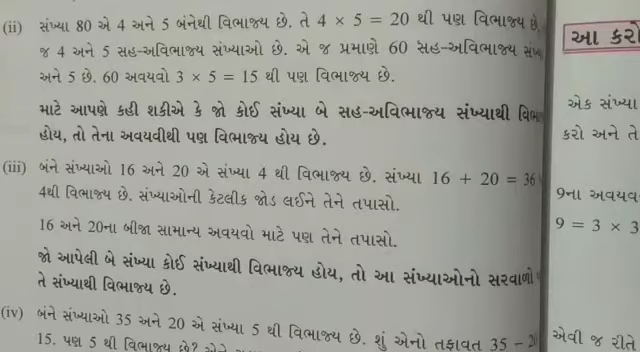 (ii) સંખ્યા 80 એ 4 અને 5 બંનેથી વિભાજ્ય છે. તે 4 × 5 = 20 થી પણ વિભાજ્ય છે,
જ 4 અને 5 સહ-અવિભાજ્ય સંખ્યાઓ છે. એ જ પ્રમાણે 60 સહ-અવિભાજ્ય
અને 5 છે. 60 અવયવો 3 × 5 = 15 થી પણ વિભાજ્ય છે.
માટે આપણે કહી શકીએ કે જો કોઈ સંખ્યા બે સહ-અવિભાજ્ય સંખ્યાથી
હોય, તો તેના અવયવીથી પણ વિભાજ્ય હોય છે.
(iii) બંને સંખ્યાઓ 16 અને 20 એ સંખ્યા 4 થી વિભાજ્ય છે. સંખ્યા 16 + 20 = 36
4થી વિભાજ્ય છે. સંખ્યાઓની કેટલીક જોડ લઈને તેને તપાસો.
16 અને 20ના બીજા સામાન્ય અવયવો માટે પણ તેને તપાસો.
જો આપેલી બે સંખ્યા કોઈ સંખ્યાથી વિભાજ્ય હોય, તો આ સંખ્યાઓનો સરવાળો
તે સંખ્યાથી વિભાજ્ય છે.
(iv) બંને સંખ્યાઓ 35 અને 20 એ સંખ્યા 5 થી વિભાજ્ય છે. શું એનો તફાવત 35 – 20
15. પણ 5 થી વિભાજ્ય છે?
આ કરો
એક સંખ્યા
કરો અને તે
9ના અવયવ
9 = 3 × 3
એવી જ રીતે